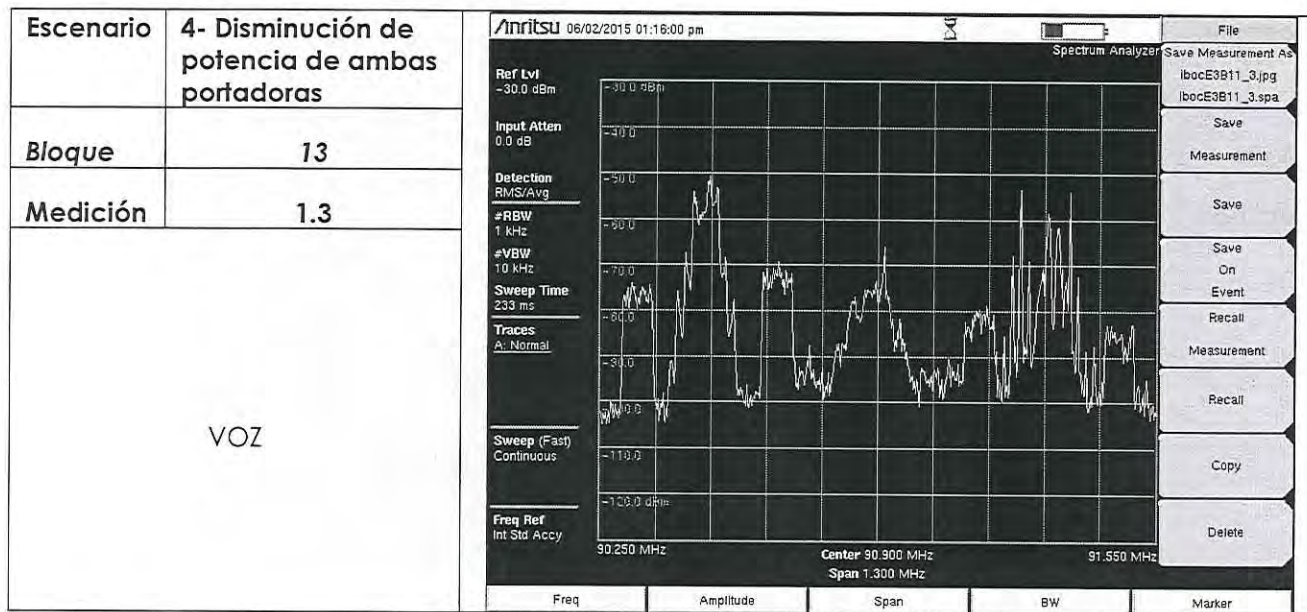 Escenario
4- Disminución de
potencia de ambas
portadoras
Bloque
13
Medición
1.3
VOZ
Anritsu 06/02/2015 01:16:00 pm
Spectrum Analyzer
Ref Lvl
-30.0 dBm
Input Atten
0.0 dB
Detection
RMS/Avg
#RBW
1 kHz
#VBW
10 kHz
Sweep Time
233 ms
Traces
A: Normal
Sweep (Fast)
Continuous
Freq Ref
Int Std Accy
-30.0 dBm
-40.0
-50.0
-60.0
-70.0
-80.0
-90.0
-110.0
-120.0 dBm
90.250 MHz
Center 90.900 MHz
91.550 MHz
Span 1.300 MHz
File
Save Measurement As
ibocE3B11_3.jpg
ibocE3B11_3.spa
Save
Measurement
Save
Save
On
Event
Recall
Measurement
Recall
Copy
Delete
Freq
Amplitude
Span
BW
Marker